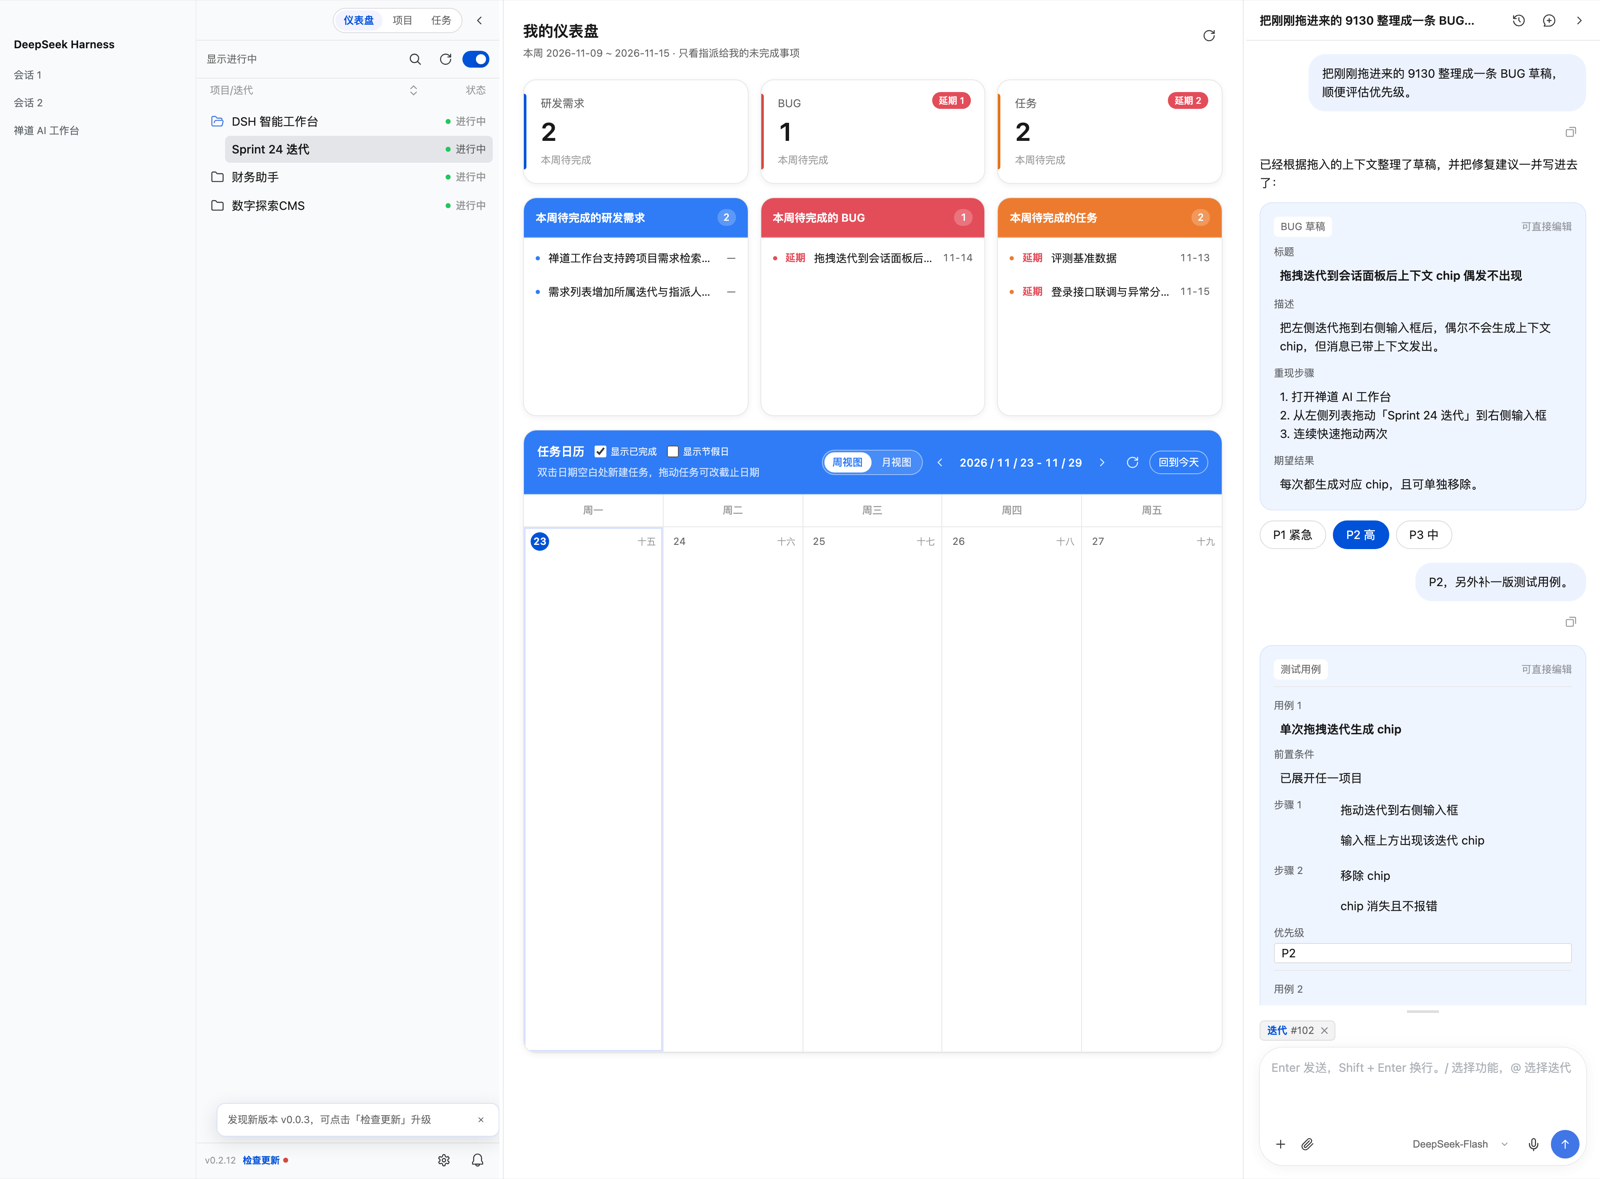 DeepSeek Harness
会话 1
会话 2
禅道 AI 工作台
仪表盘
项目
任务
显示进行中
项目/迭代
状态
DSH 智能工作台
进行中
Sprint 24 迭代
进行中
财务助手
进行中
数字探索CMS
进行中
发现新版本 v0.0.3，可点击「检查更新」升级
×
v0.2.12
检查更新
我的仪表盘
本周 2026-11-09 ~ 2026-11-15 · 只看指派给我的未完成事项
研发需求
2
本周待完成
BUG
延期 1
1
本周待完成
任务
延期 2
2
本周待完成
本周待完成的研发需求
2
禅道工作台支持跨项目需求检索...
—
需求列表增加所属迭代与指派人...
—
本周待完成的 BUG
1
延期 拖拽迭代到会话面板后... 11-14
本周待完成的任务
2
延期 评测基准数据 11-13
延期 登录接口联调与异常分... 11-15
任务日历
显示已完成
显示节假日
双击日期空白处新建任务，拖动任务可改截止日期
周视图
月视图
2026 / 11 / 23 - 11 / 29
回到今天
周一
周二
周三
周四
周五
23 十五
24 十六
25 十七
26 十八
27 十九
把刚刚拖进来的 9130 整理成一条 BUG...
把刚刚拖进来的 9130 整理成一条 BUG 草稿，
顺便评估优先级。
已经根据拖入的上下文整理了草稿，并把修复建议一并写进去
了：
BUG 草稿
可直接编辑
标题
拖拽迭代到会话面板后上下文 chip 偶发不出现
描述
把左侧迭代拖到右侧输入框后，偶尔不会生成上下文
chip，但消息已带上下文发出。
重现步骤
1. 打开禅道 AI 工作台
2. 从左侧列表拖动「Sprint 24 迭代」到右侧输入框
3. 连续快速拖动两次
期望结果
每次都生成对应 chip，且可单独移除。
P1 紧急
P2 高
P3 中
P2，另外补一版测试用例。
测试用例
可直接编辑
用例 1
单次拖拽迭代生成 chip
前置条件
已展开任一项目
步骤 1
拖动迭代到右侧输入框
输入框上方出现该迭代 chip
步骤 2
移除 chip
chip 消失且不报错
优先级
P2
用例 2
迭代 #102
Enter 发送，Shift + Enter 换行。/ 选择功能，@ 选择迭代
DeepSeek-Flash